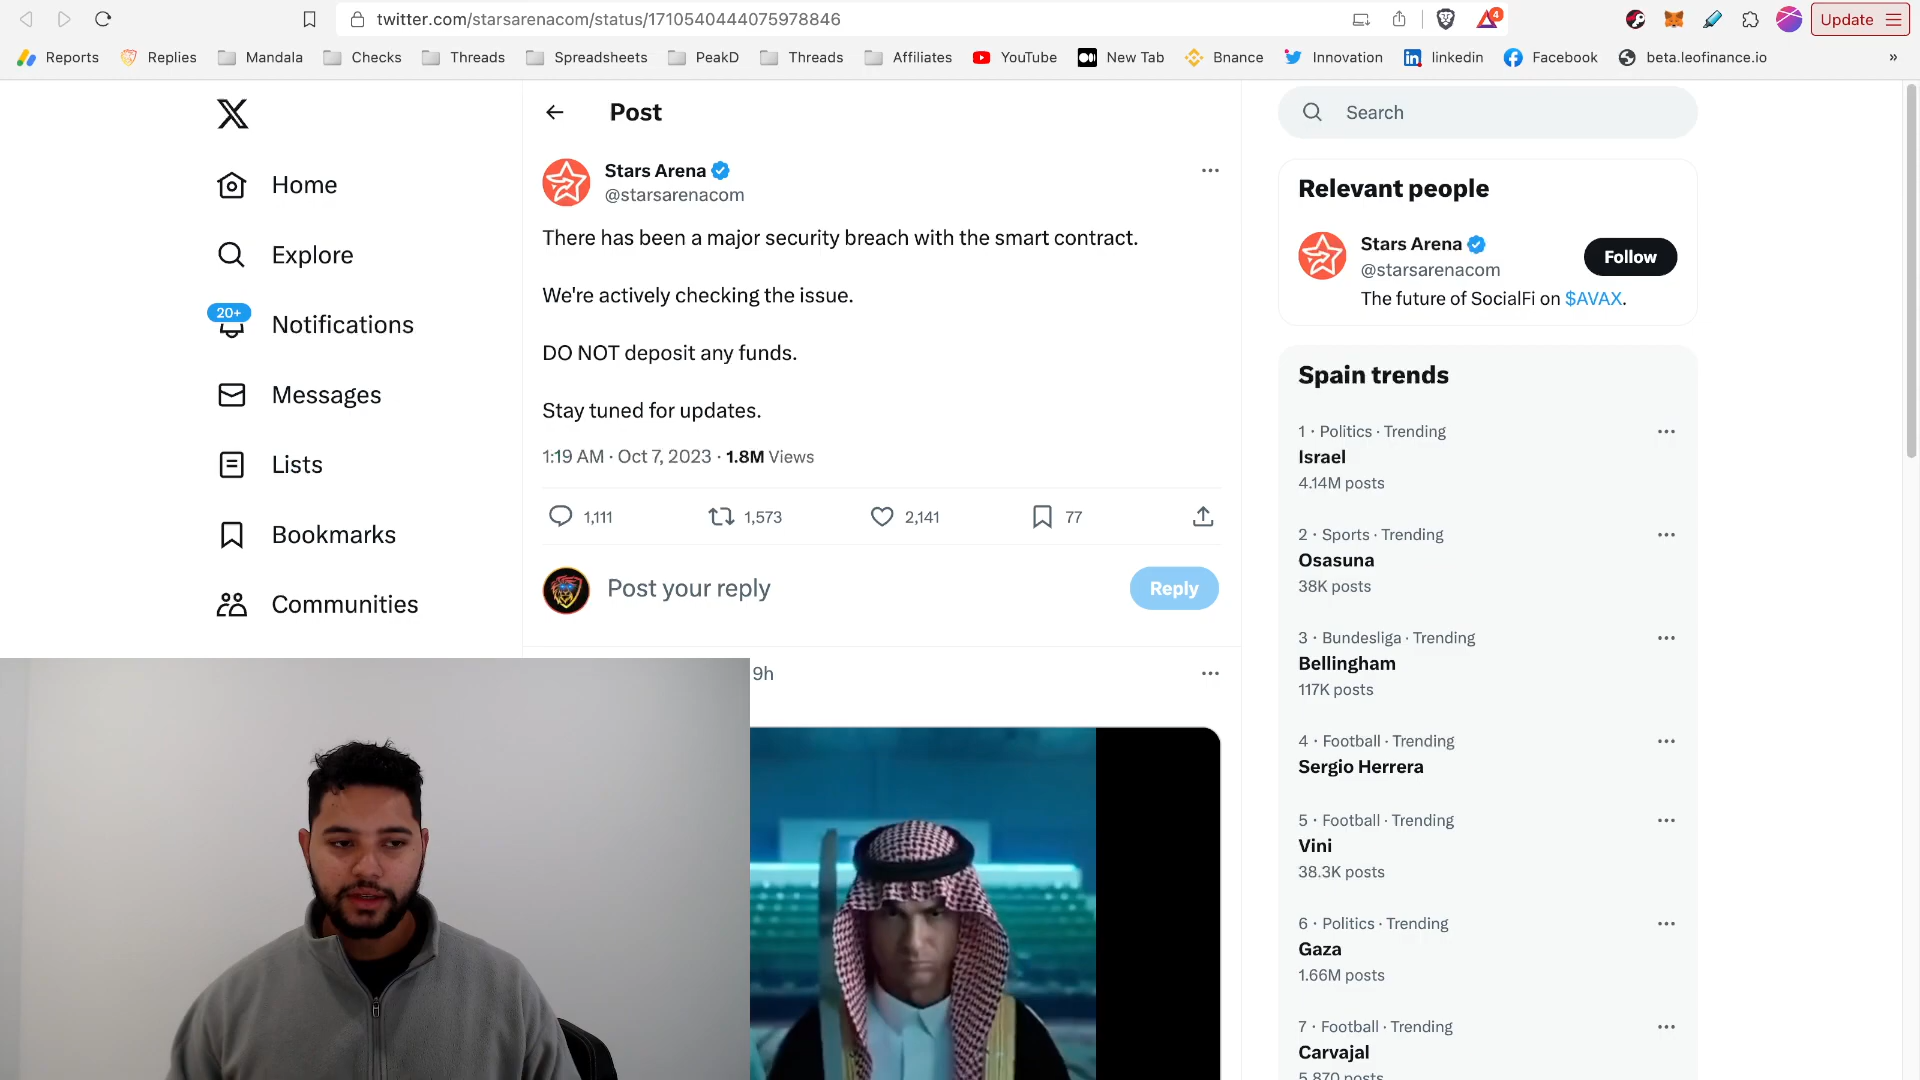 twitter.com/starsarenacom/status/1710540444075978846
4
Update
Reports
Replies
Mandala
Checks
Threads
Spreadsheets
PeakD
Threads
Affiliates
YouTube
New Tab
Bnance
Innovation
linkedin
Facebook
beta.leofinance.io
»
Home
Explore
20+
Notifications
Messages
Lists
Bookmarks
Communities
Post
Stars Arena
@starsarenacom
There has been a major security breach with the smart contract.
We're actively checking the issue.
DO NOT deposit any funds.
Stay tuned for updates.
1:19 AM · Oct 7, 2023 · 1.8M Views
1,111
1,573
2,141
77
Post your reply
Reply
9h
Search
Relevant people
Stars Arena
@starsarenacom
Follow
The future of SocialFi on $AVAX.
Spain trends
1 · Politics · Trending
Israel
4.14M posts
2 · Sports · Trending
Osasuna
38K posts
3 · Bundesliga · Trending
Bellingham
117K posts
4 · Football · Trending
Sergio Herrera
5 · Football · Trending
Vini
38.3K posts
6 · Politics · Trending
Gaza
1.66M posts
7 · Football · Trending
Carvajal
5,870 posts